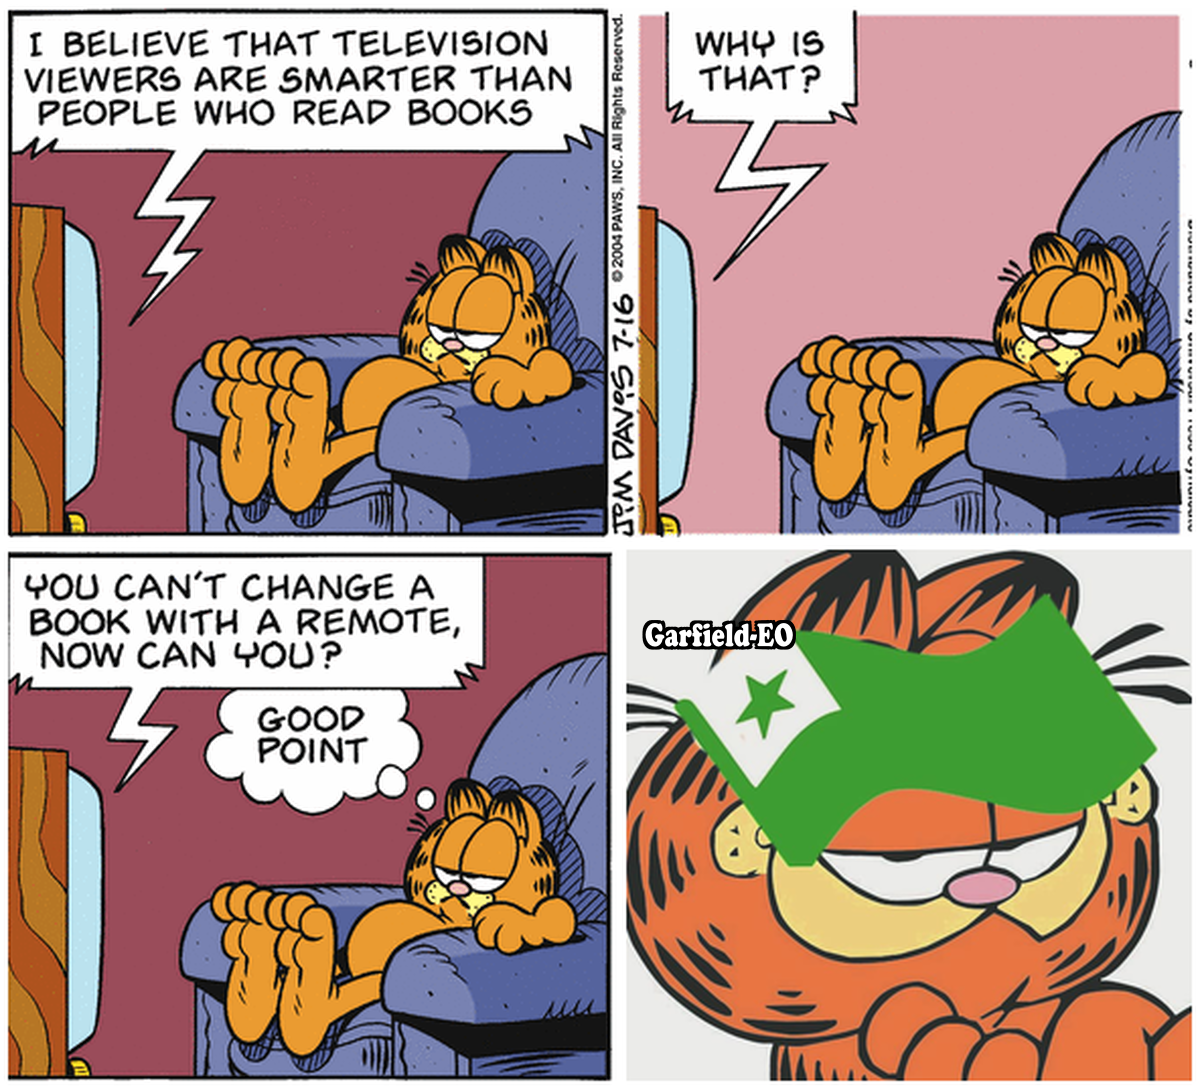 I BELIEVE THAT TELEVISION
VIEWERS ARE SMARTER THAN
PEOPLE WHO READ BOOKS
© 2004 PAWS, INC. All Rights Reserved.
JIM DAVIS 7-16
WHY IS
THAT?
YOU CAN'T CHANGE A
BOOK WITH A REMOTE,
NOW CAN YOU?
GOOD
POINT
Garfield-EO